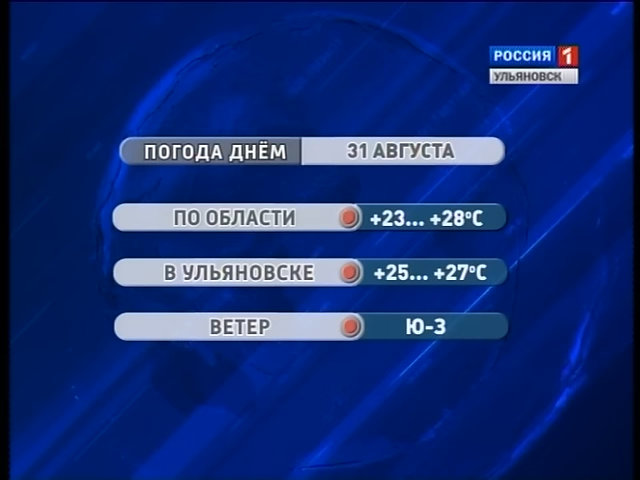 РОССИЯ 1
УЛЬЯНОВСК
ПОГОДА ДНЁМ 31 АВГУСТА
ПО ОБЛАСТИ +23... +28°С
В УЛЬЯНОВСКЕ +25... +27°С
ВЕТЕР Ю-З